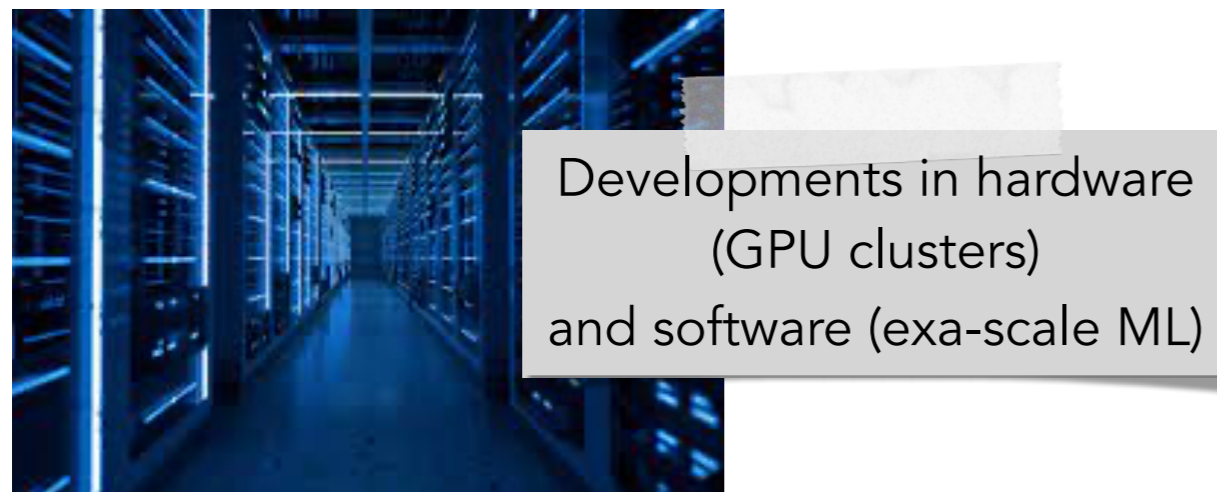 Developments in hardware
(GPU clusters)
and software (exa-scale ML)